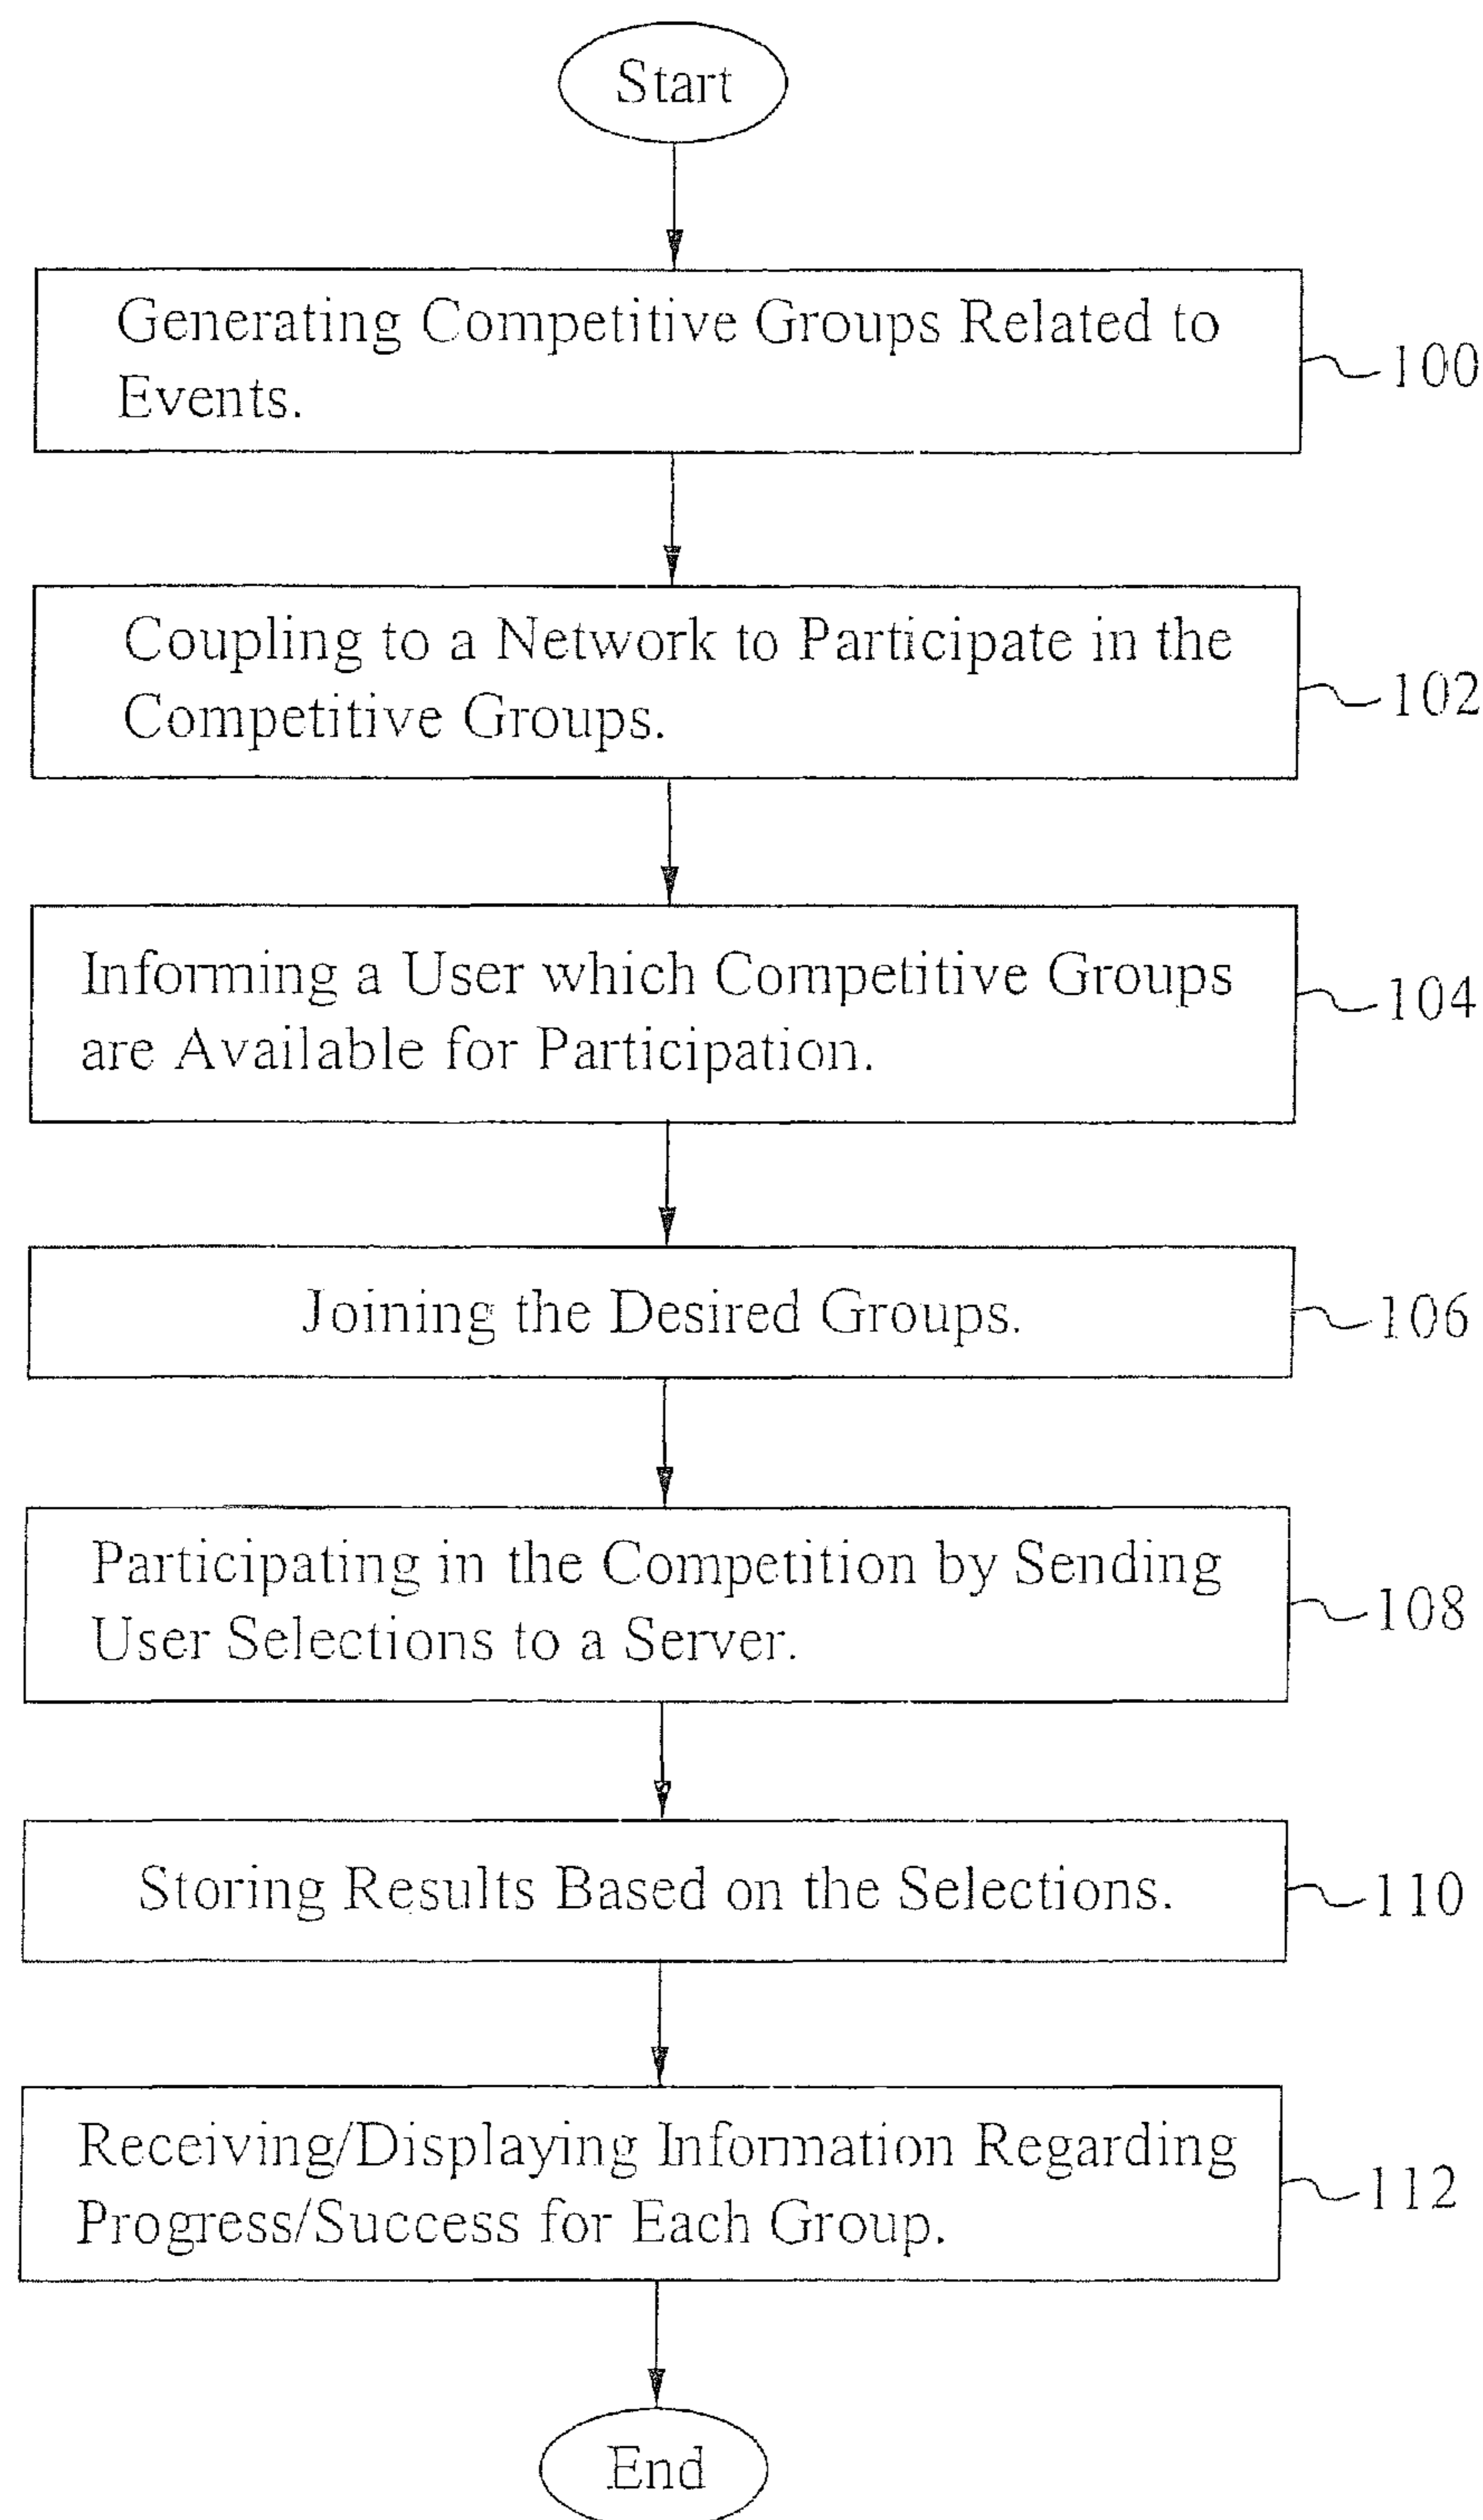 Start
Generating Competitive Groups Related to
Events.
100
Coupling to a Network to Participate in the
Competitive Groups.
102
Informing a User which Competitive Groups
are Available for Participation.
104
Joining the Desired Groups.
106
Participating in the Competition by Sending
User Selections to a Server.
108
Storing Results Based on the Selections.
110
Receiving/Displaying Information Regarding
Progress/Success for Each Group.
112
End